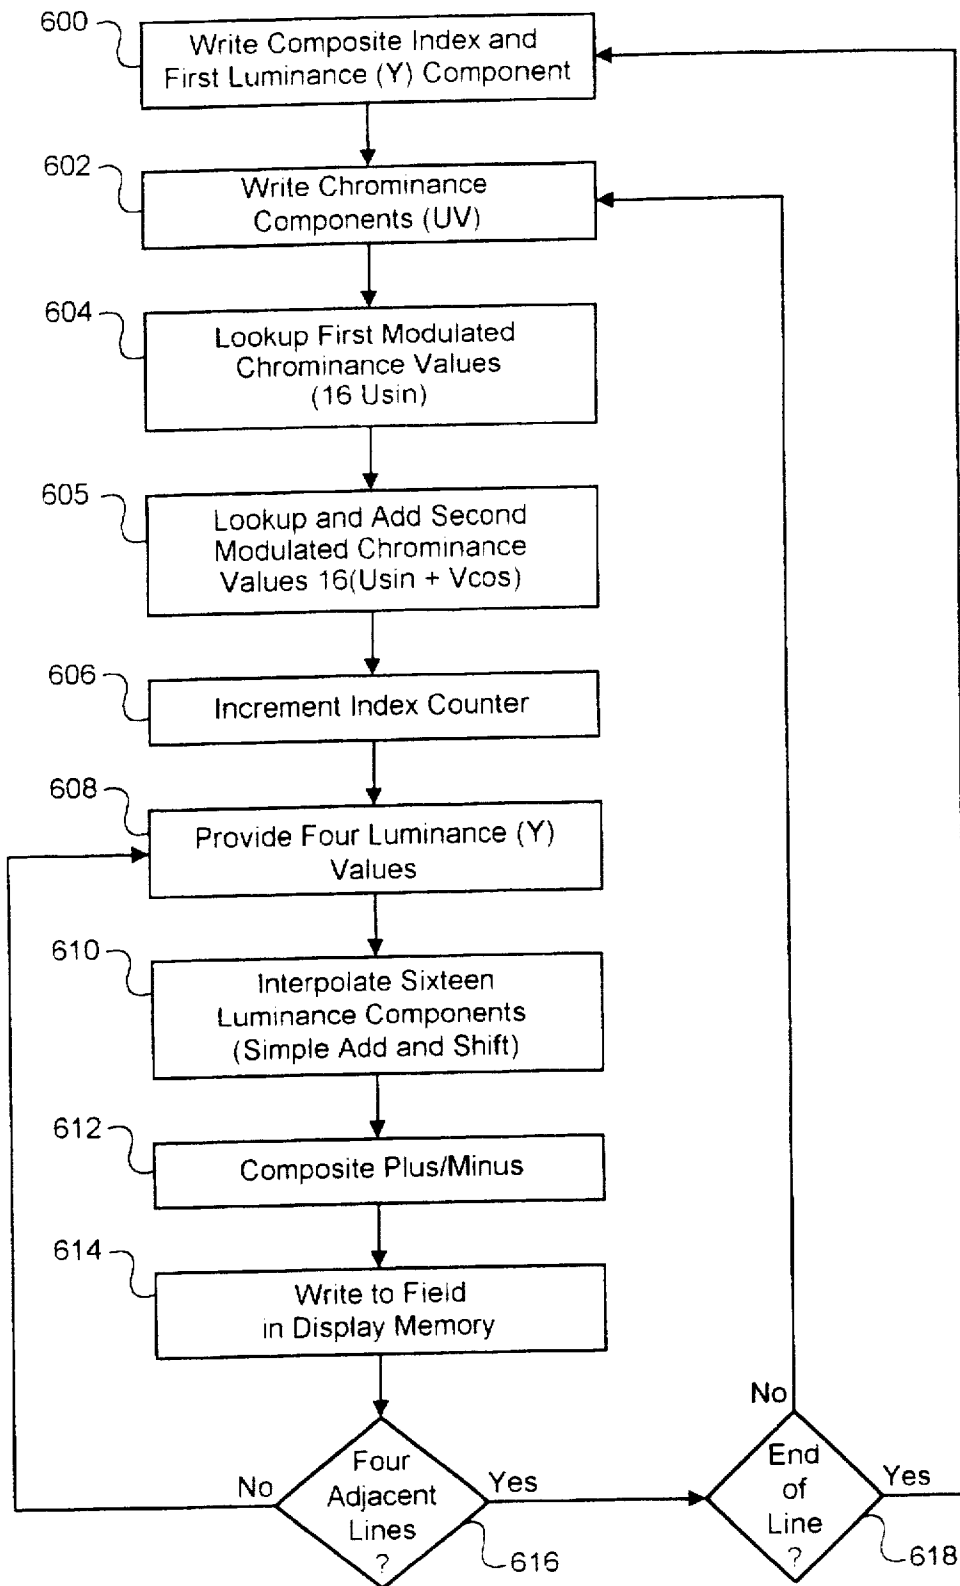 600
Write Composite Index and
First Luminance (Y) Component
602
Write Chrominance
Components (UV)
604
Lookup First Modulated
Chrominance Values
(16 Usin)
605
Lookup and Add Second
Modulated Chrominance
Values 16(Usin + Vcos)
606
Increment Index Counter
608
Provide Four Luminance (Y)
Values
610
Interpolate Sixteen
Luminance Components
(Simple Add and Shift)
612
Composite Plus/Minus
614
Write to Field
in Display Memory
No
Four
Adjacent
Lines
?
Yes
616
No
End
of
Line
?
Yes
618